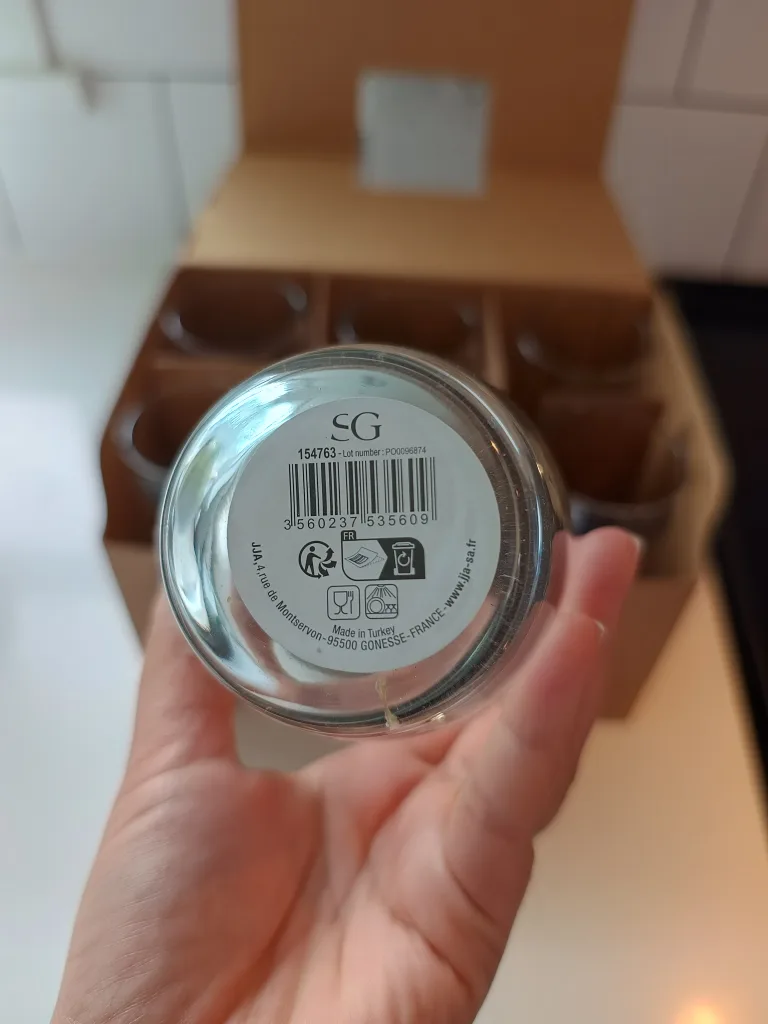 SG
154763 - Lot number : PO0096874
3 560237 535609
FR
Made in Turkey
JJA, 4, rue de Montservon - 95500 GONESSE - FRANCE - www.jja-sa.fr